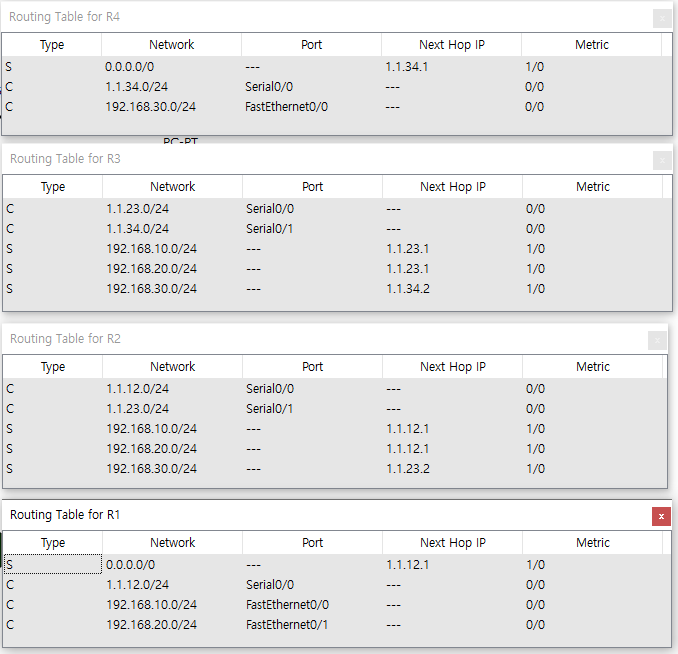 Routing Table for R4 x
Type Network Port Next Hop IP Metric
S 0.0.0.0/0 --- 1.1.34.1 1/0
C 1.1.34.0/24 Serial0/0 --- 0/0
C 192.168.30.0/24 FastEthernet0/0 --- 0/0
PC-PT
Routing Table for R3 x
Type Network Port Next Hop IP Metric
C 1.1.23.0/24 Serial0/0 --- 0/0
C 1.1.34.0/24 Serial0/1 --- 0/0
S 192.168.10.0/24 --- 1.1.23.1 1/0
S 192.168.20.0/24 --- 1.1.23.1 1/0
S 192.168.30.0/24 --- 1.1.34.2 1/0
Routing Table for R2 x
Type Network Port Next Hop IP Metric
C 1.1.12.0/24 Serial0/0 --- 0/0
C 1.1.23.0/24 Serial0/1 --- 0/0
S 192.168.10.0/24 --- 1.1.12.1 1/0
S 192.168.20.0/24 --- 1.1.12.1 1/0
S 192.168.30.0/24 --- 1.1.23.2 1/0
Routing Table for R1 x
Type Network Port Next Hop IP Metric
S 0.0.0.0/0 --- 1.1.12.1 1/0
C 1.1.12.0/24 Serial0/0 --- 0/0
C 192.168.10.0/24 FastEthernet0/0 --- 0/0
C 192.168.20.0/24 FastEthernet0/1 --- 0/0